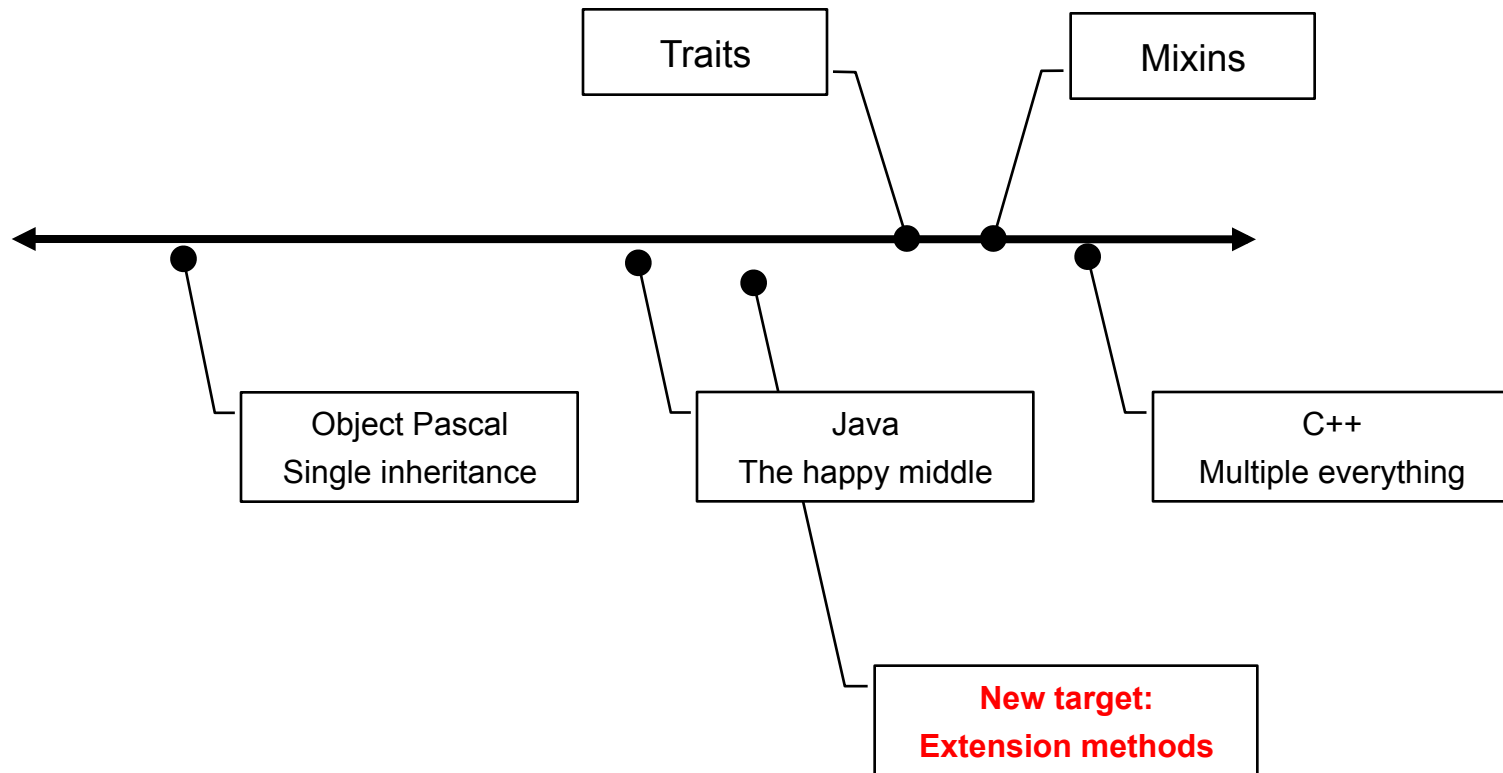 Traits
Mixins
Object Pascal
Single inheritance
Java
The happy middle
C++
Multiple everything
New target:
Extension methods